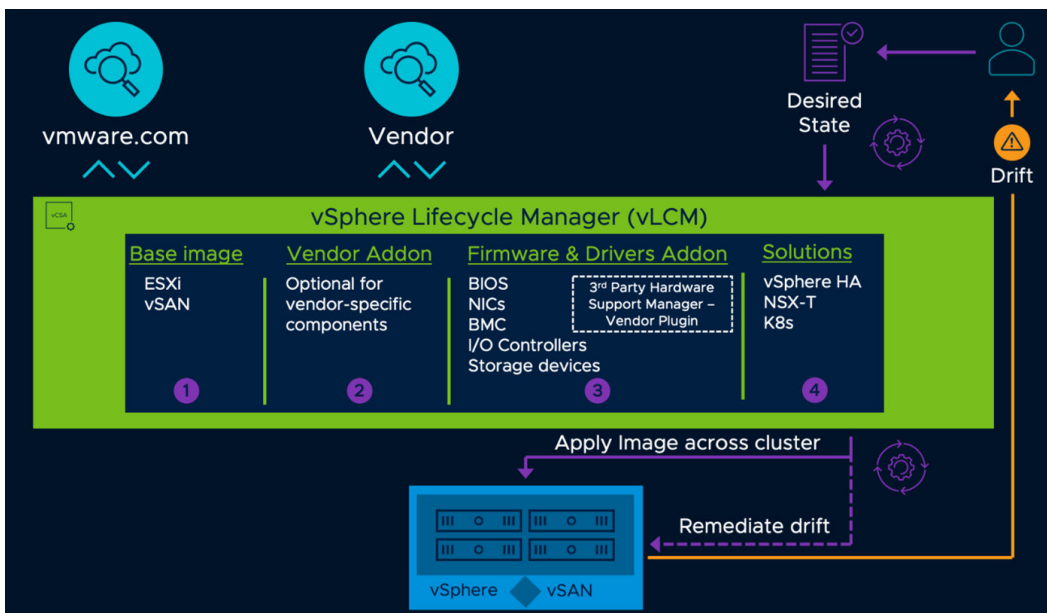 vmware.com
Vendor
Desired
State
Drift
vCSA
vSphere Lifecycle Manager (vLCM)
Base image
ESXi
vSAN
1
Vendor Addon
Optional for
vendor-specific
components
2
Firmware & Drivers Addon
BIOS
NICs
BMC
I/O Controllers
Storage devices
3rd Party Hardware
Support Manager –
Vendor Plugin
3
Solutions
vSphere HA
NSX-T
K8s
4
Apply Image across cluster
Remediate drift
vSphere
vSAN